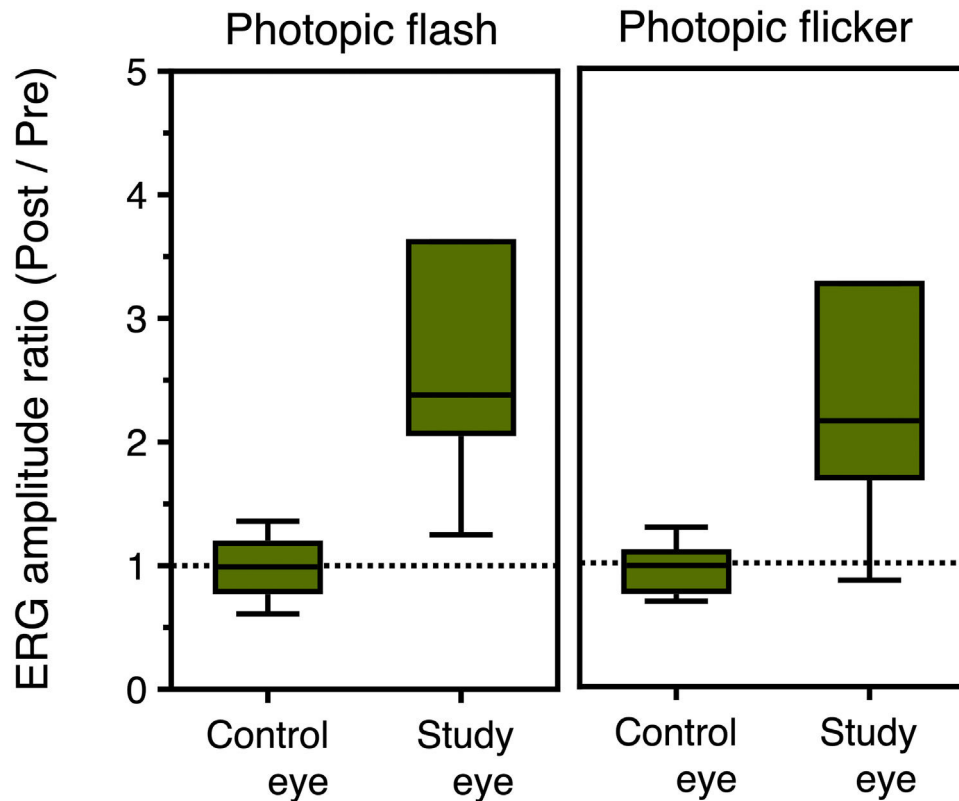 Photopic flash
Photopic flicker
ERG amplitude ratio (Post / Pre)
5
4
3
2
1
0
Control eye
Study eye
Control eye
Study eye